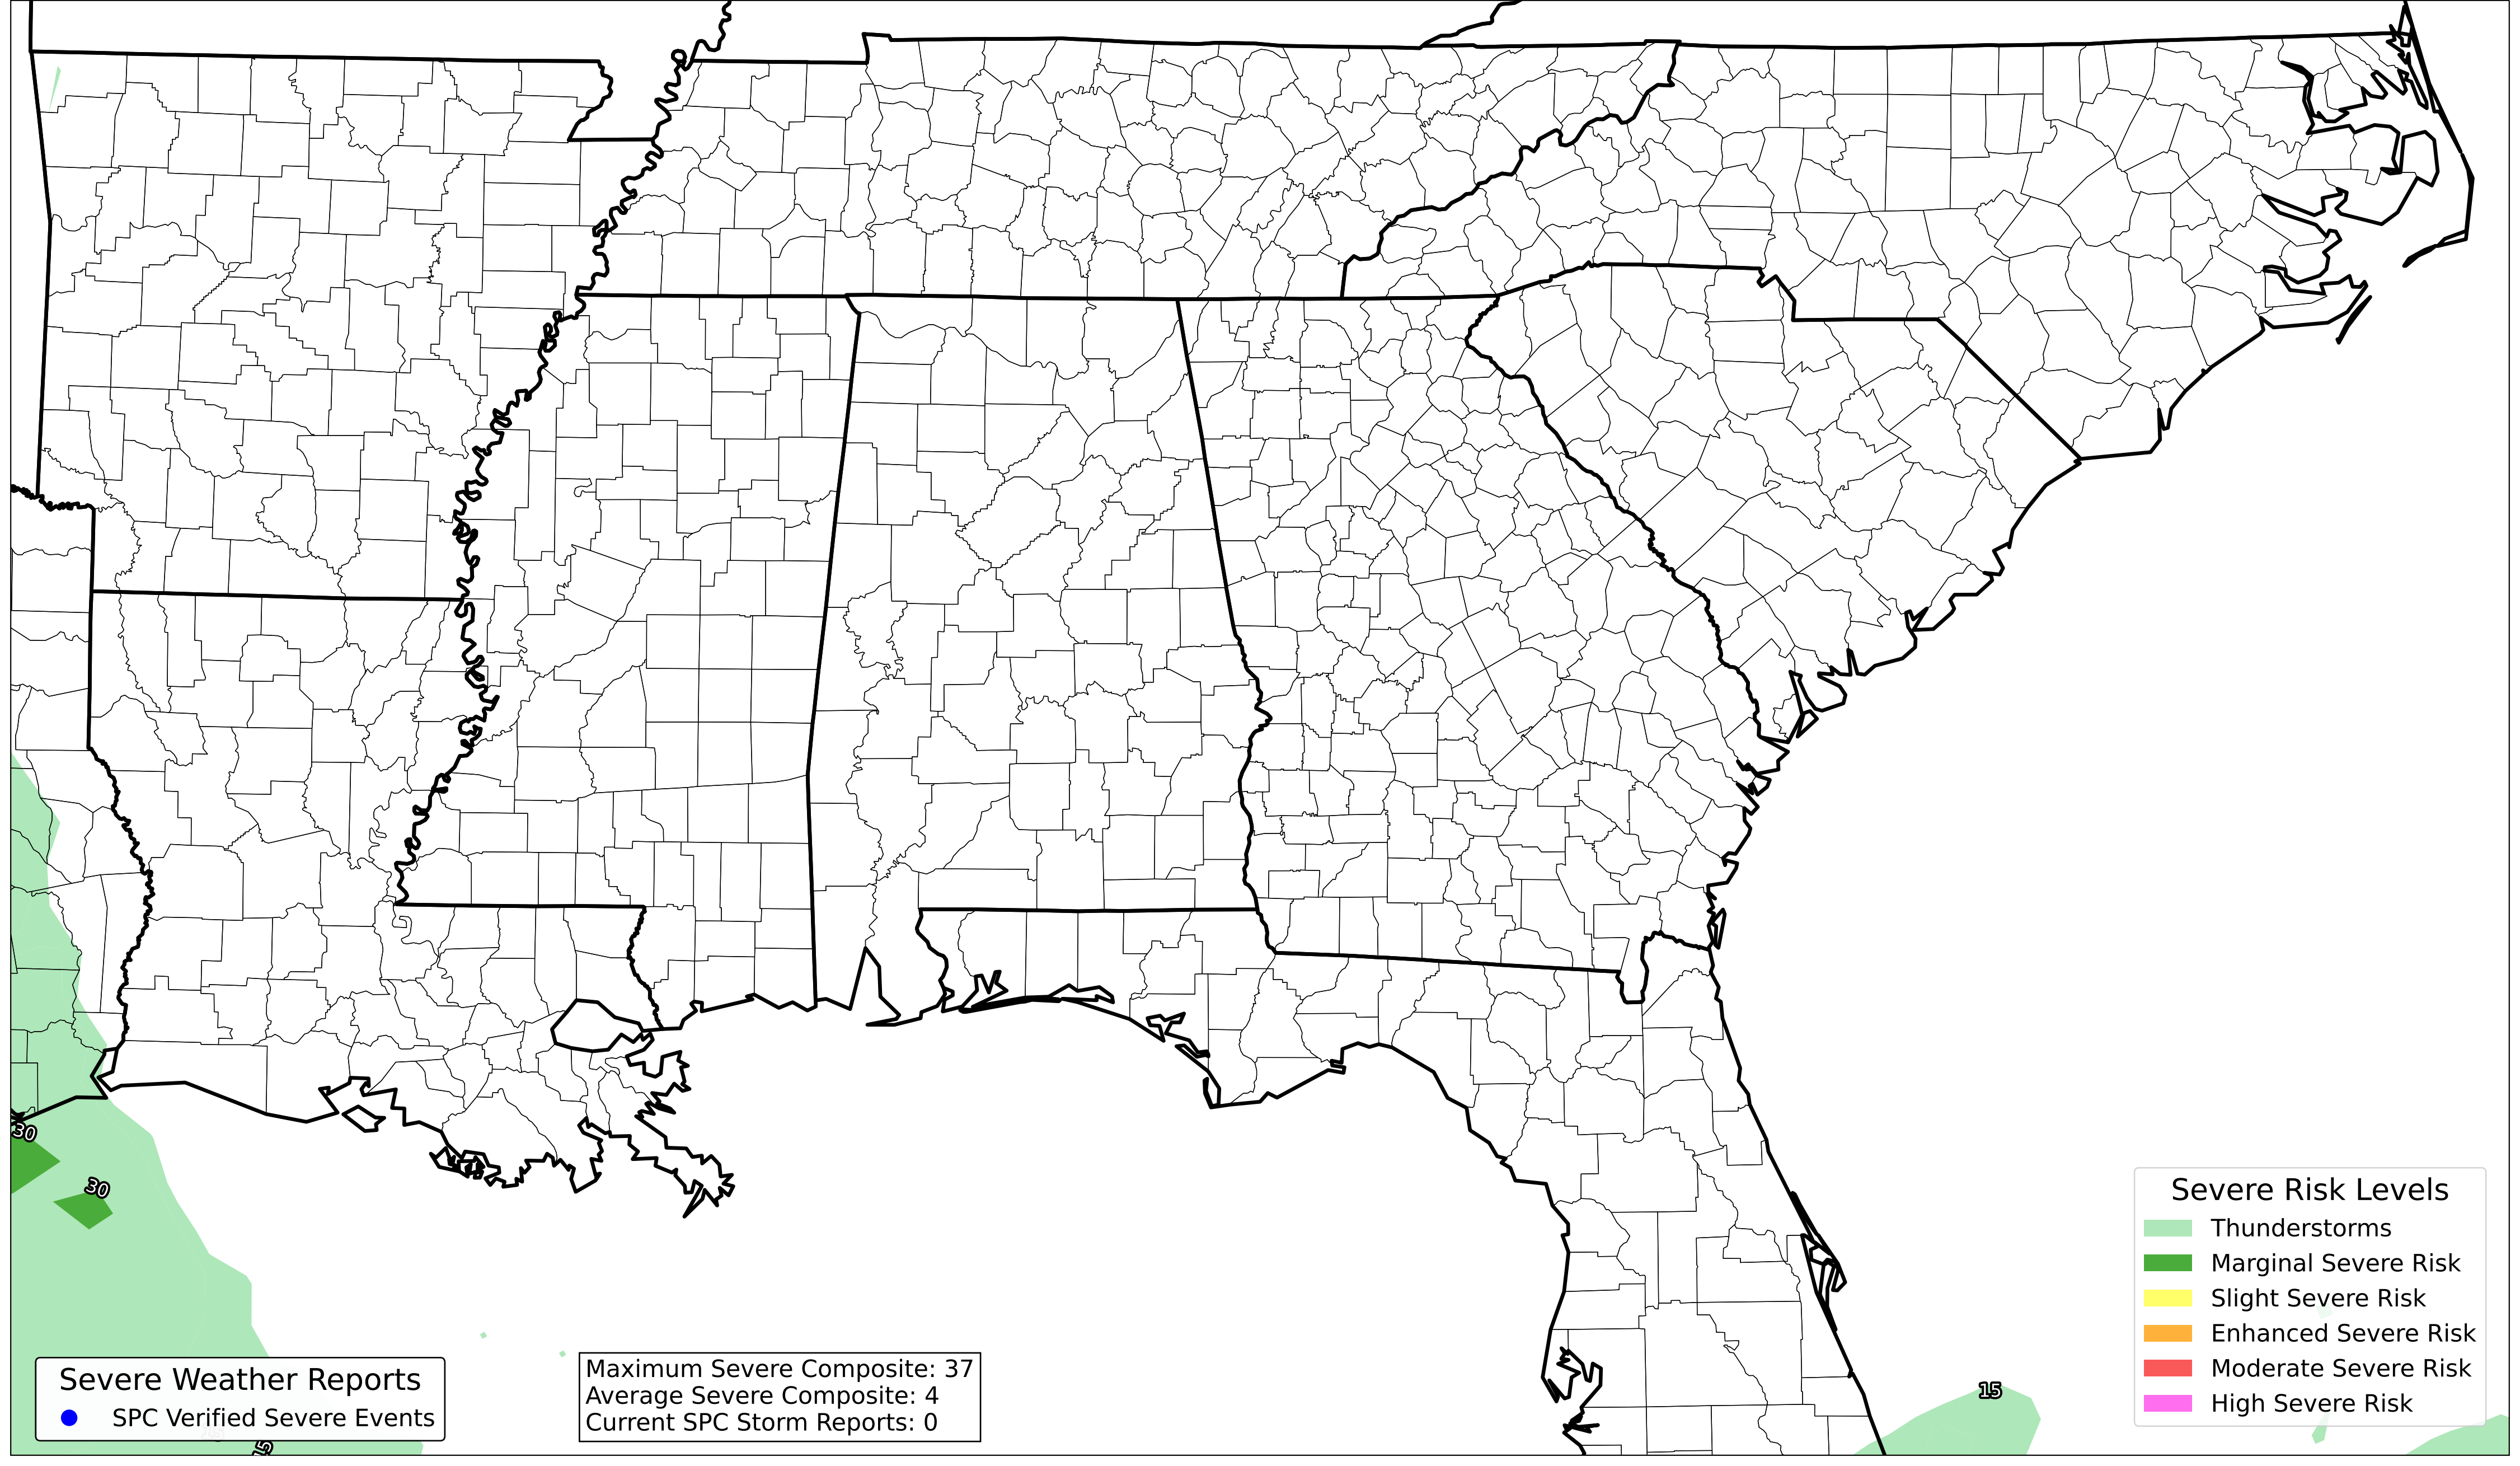 30
30
15
15
Severe Weather Reports
SPC Verified Severe Events
Maximum Severe Composite: 37
Average Severe Composite: 4
Current SPC Storm Reports: 0
Severe Risk Levels
Thunderstorms
Marginal Severe Risk
Slight Severe Risk
Enhanced Severe Risk
Moderate Severe Risk
High Severe Risk